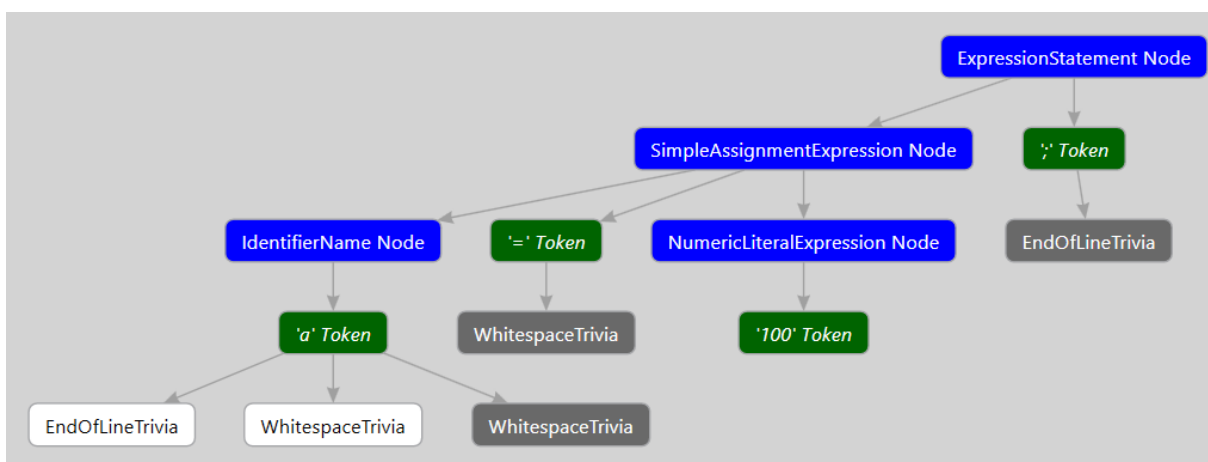 ExpressionStatement Node
SimpleAssignmentExpression Node
';' Token
IdentifierName Node
'=' Token
NumericLiteralExpression Node
EndOfLineTrivia
'a' Token
WhitespaceTrivia
'100' Token
EndOfLineTrivia
WhitespaceTrivia
WhitespaceTrivia